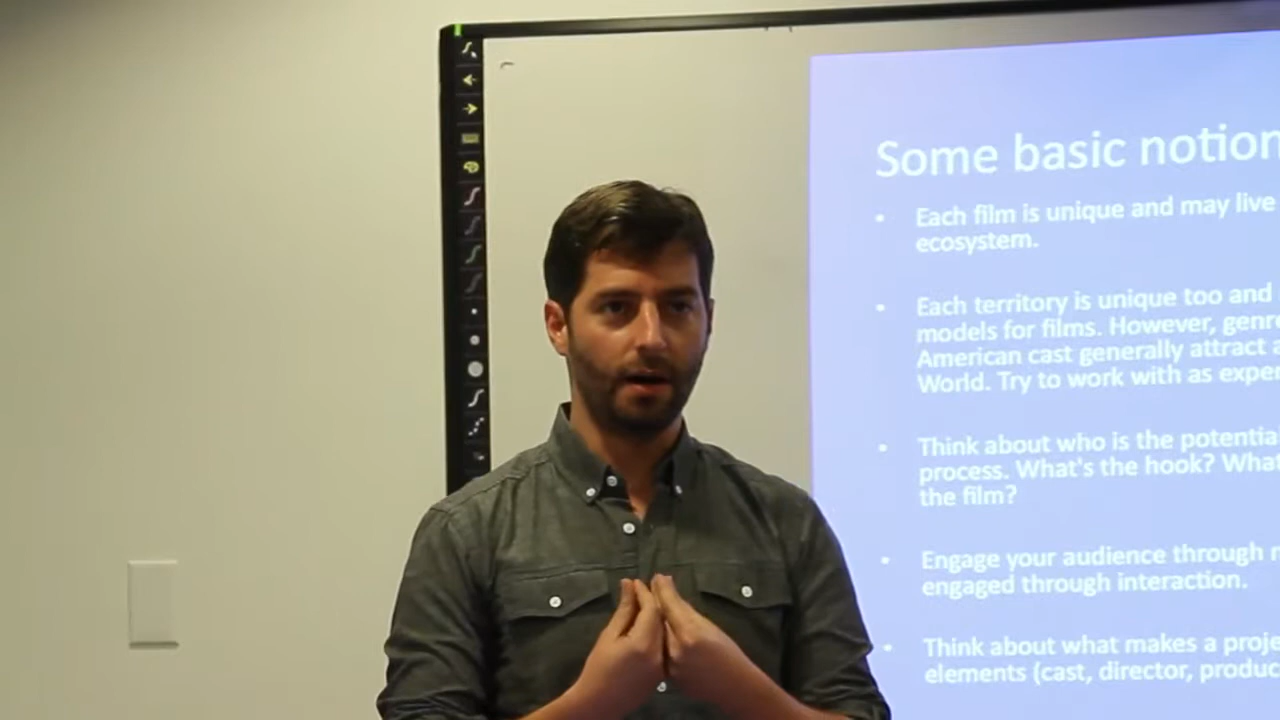 Some basic notion
• Each film is unique and may live
ecosystem.
• Each territory is unique too and
models for films. However, genre
American cast generally attract a
World. Try to work with as exper
• Think about who is the potential
process. What's the hook? What
the film?
• Engage your audience through
engaged through interaction.
• Think about what makes a proje
elements (cast, director, produc